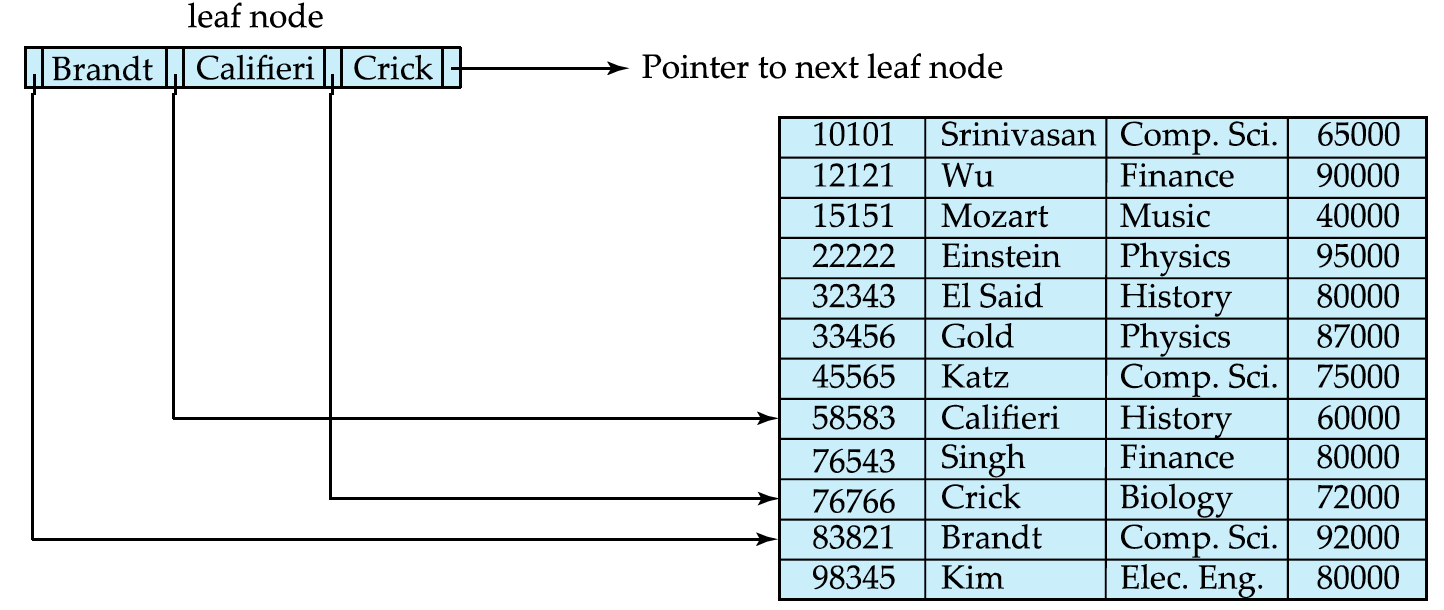 leaf node
Brandt Califieri Crick Pointer to next leaf node
10101 Srinivasan Comp. Sci. 65000
12121 Wu Finance 90000
15151 Mozart Music 40000
22222 Einstein Physics 95000
32343 El Said History 80000
33456 Gold Physics 87000
45565 Katz Comp. Sci. 75000
58583 Califieri History 60000
76543 Singh Finance 80000
76766 Crick Biology 72000
83821 Brandt Comp. Sci. 92000
98345 Kim Elec. Eng. 80000